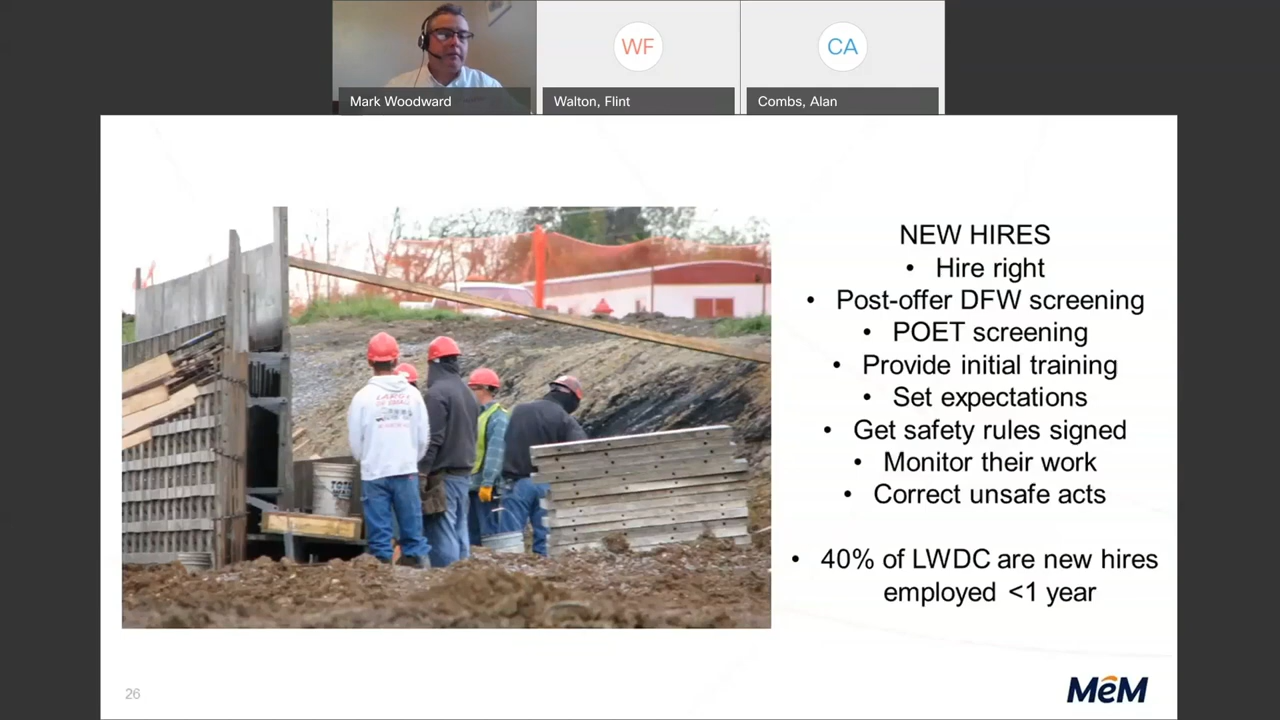 WF
CA
Mark Woodward
Walton, Flint
Combs, Alan
NEW HIRES
• Hire right
• Post-offer DFW screening
• POET screening
• Provide initial training
• Set expectations
• Get safety rules signed
• Monitor their work
• Correct unsafe acts
• 40% of LWDC are new hires
employed <1 year
26
MeM